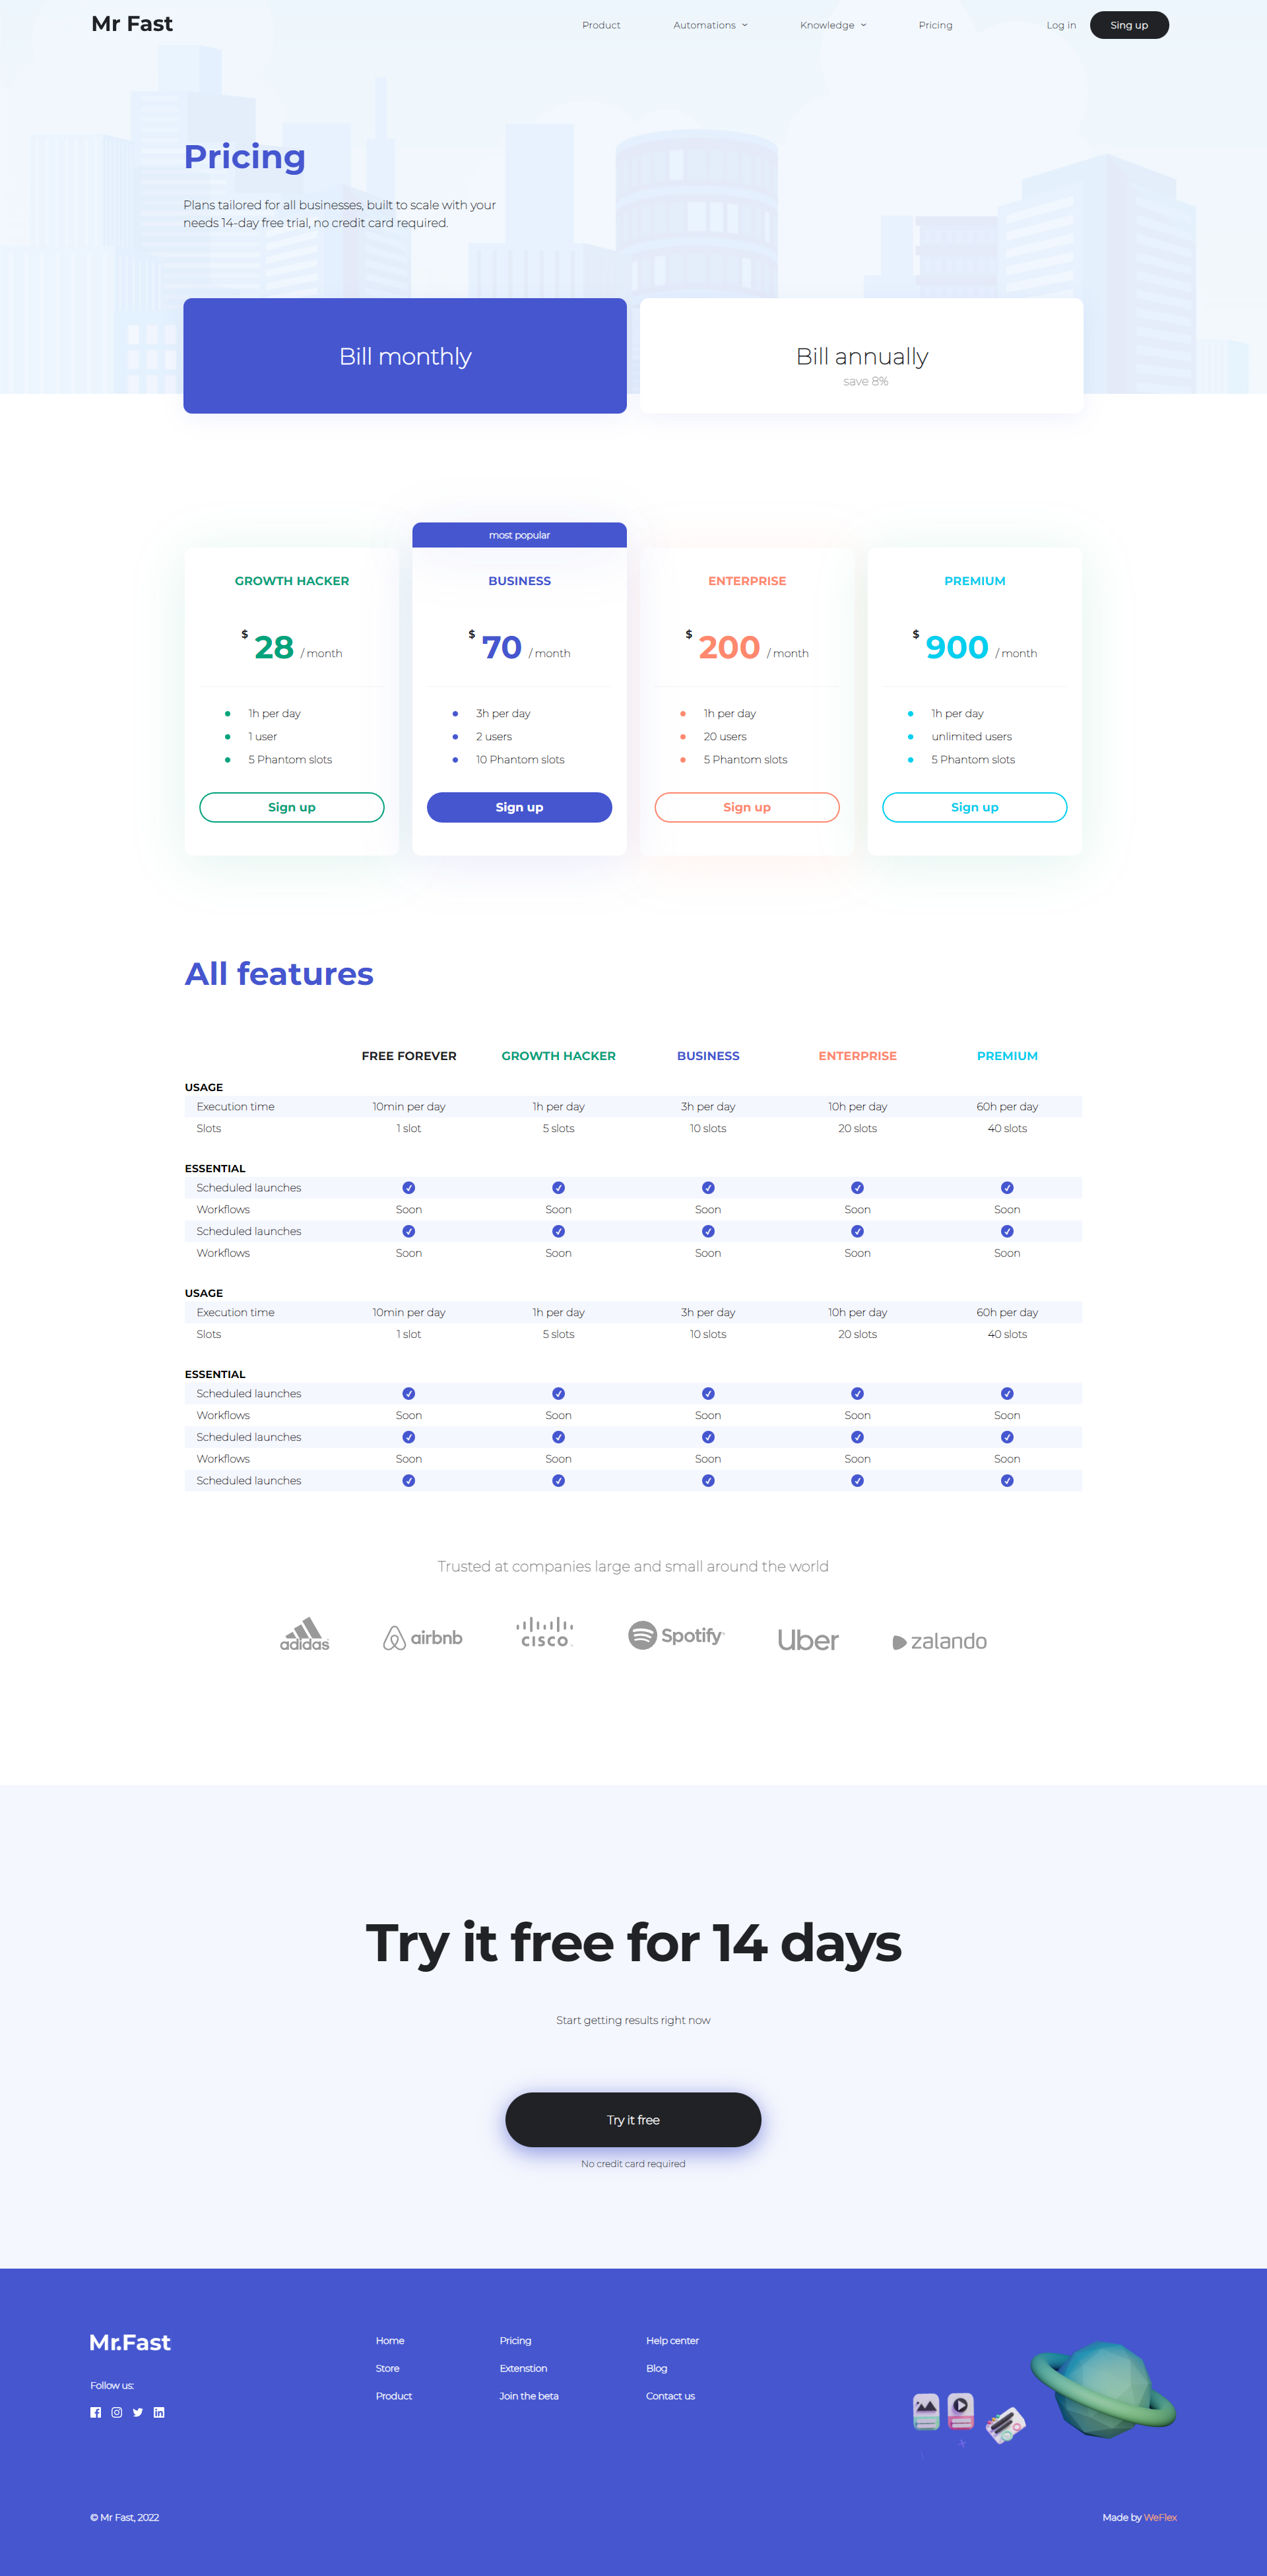 Mr Fast
Product Automations Knowledge Pricing Log in Sing up
Pricing
Plans tailored for all businesses, built to scale with your
needs 14-day free trial, no credit card required.
Bill monthly
Bill annually
save 8%
most popular
GROWTH HACKER
$ 28 / month
1h per day
1 user
5 Phantom slots
Sign up
BUSINESS
$ 70 / month
3h per day
2 users
10 Phantom slots
Sign up
ENTERPRISE
$ 200 / month
1h per day
20 users
5 Phantom slots
Sign up
PREMIUM
$ 900 / month
1h per day
unlimited users
5 Phantom slots
Sign up
All features
FREE FOREVER GROWTH HACKER BUSINESS ENTERPRISE PREMIUM
USAGE
Execution time 10min per day 1h per day 3h per day 10h per day 60h per day
Slots 1 slot 5 slots 10 slots 20 slots 40 slots
ESSENTIAL
Scheduled launches
Workflows Soon Soon Soon Soon Soon
Scheduled launches
Workflows Soon Soon Soon Soon Soon
USAGE
Execution time 10min per day 1h per day 3h per day 10h per day 60h per day
Slots 1 slot 5 slots 10 slots 20 slots 40 slots
ESSENTIAL
Scheduled launches
Workflows Soon Soon Soon Soon Soon
Scheduled launches
Workflows Soon Soon Soon Soon Soon
Scheduled launches
Trusted at companies large and small around the world
adidas airbnb CISCO Spotify Uber zalando
Try it free for 14 days
Start getting results right now
Try it free
No credit card required
Mr.Fast
Follow us:
Home
Store
Product
Pricing
Extenstion
Join the beta
Help center
Blog
Contact us
© Mr Fast, 2022
Made by WeFlex